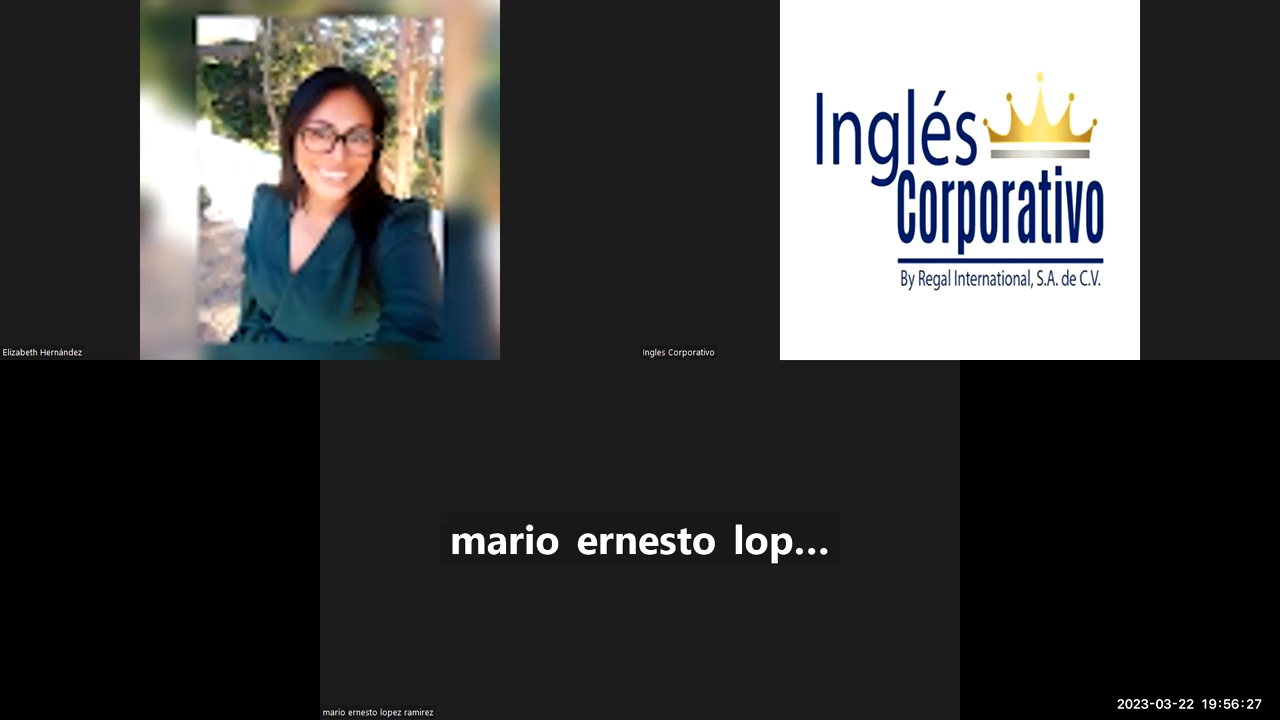 Inglés
Corporativo
By Regal International, S.A. de C.V.
Elizabeth Hernández
Ingles Corporativo
mario ernesto lop...
mario ernesto lopez ramirez
2023-03-22 19:56:27